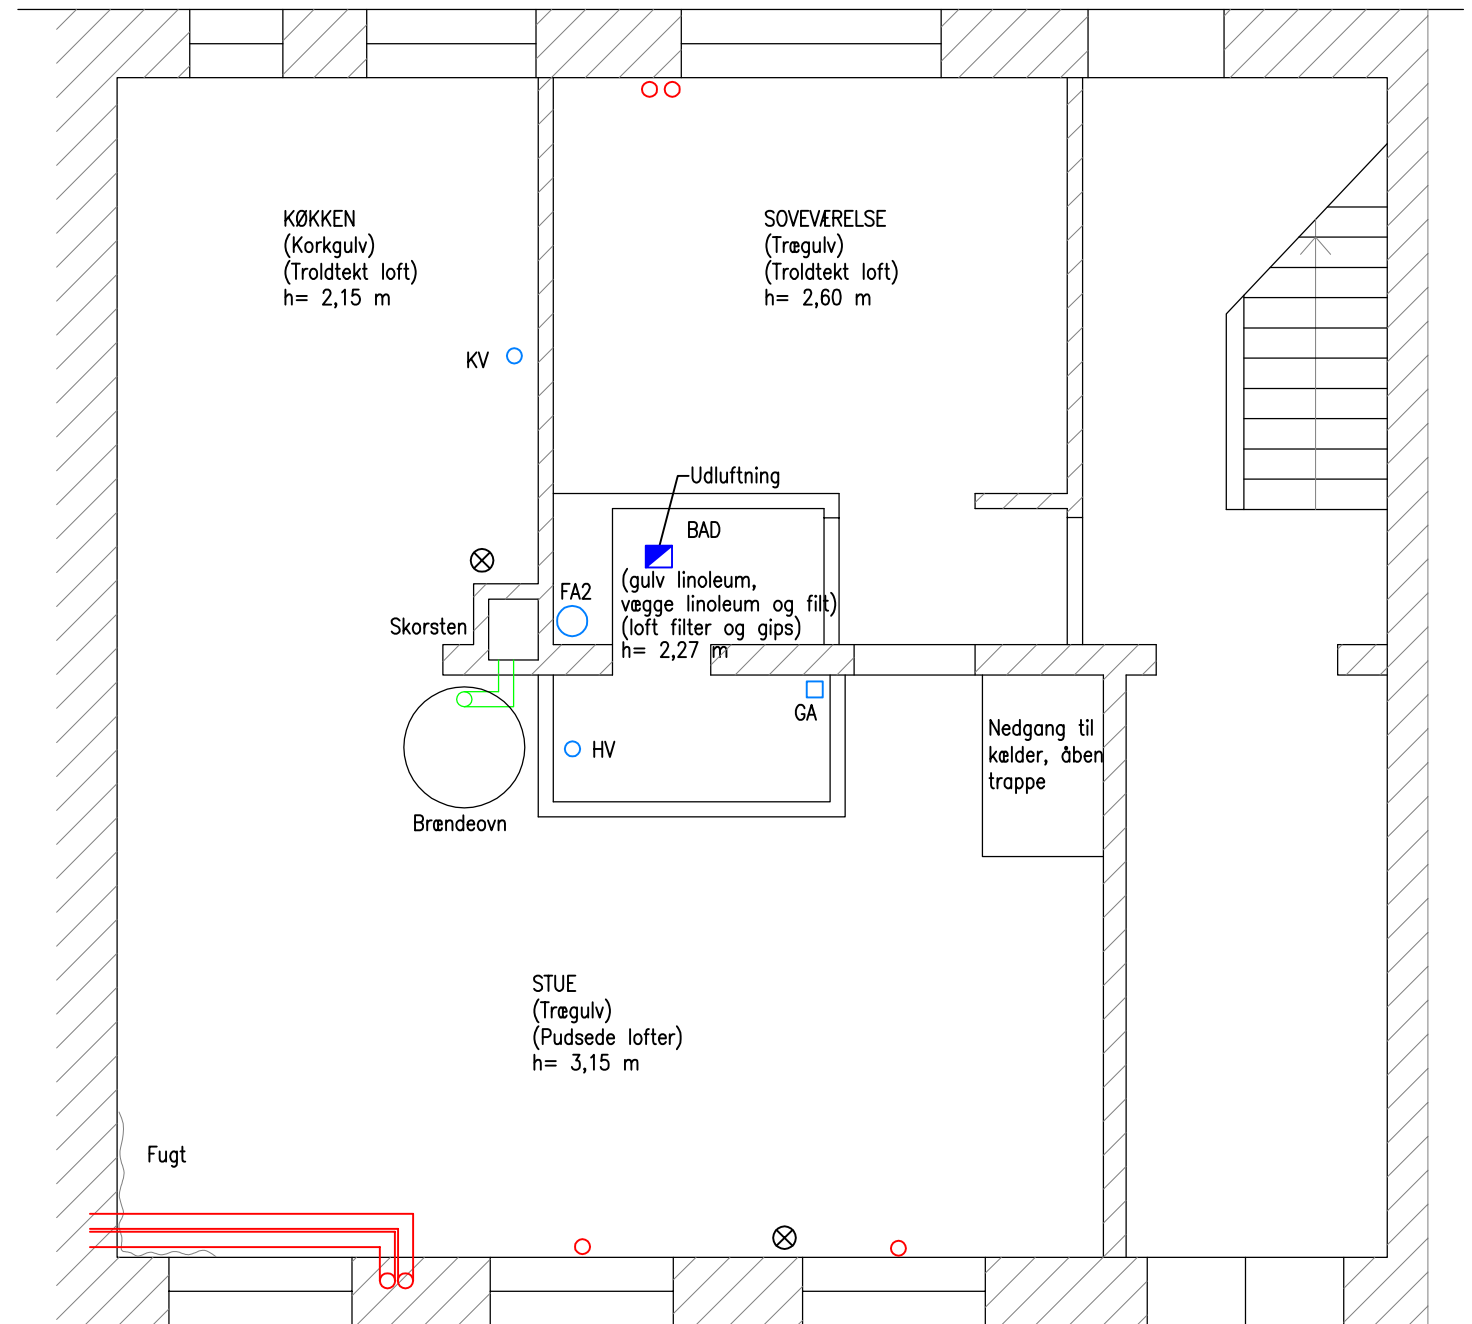 KØKKEN
(Korkgulv)
(Troldtekt loft)
h= 2,15 m
SOVEVÆRELSE
(Trægulv)
(Troldtekt loft)
h= 2,60 m
KV
Udluftning
BAD
(gulv linoleum,
vægge linoleum og filt)
(loft filter og gips)
h= 2,27 m
FA2
Skorsten
GA
HV
Nedgang til
kælder, åben
trappe
Brændeovn
STUE
(Trægulv)
(Pudsede lofter)
h= 3,15 m
Fugt